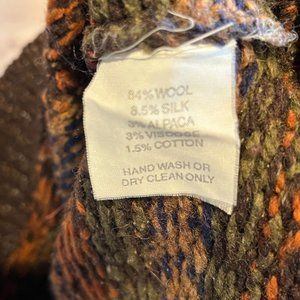 84% WOOL
8.5% SILK
3% ALPACA
3% VISCOSE
1.5% COTTON
HAND WASH OR
DRY CLEAN ONLY